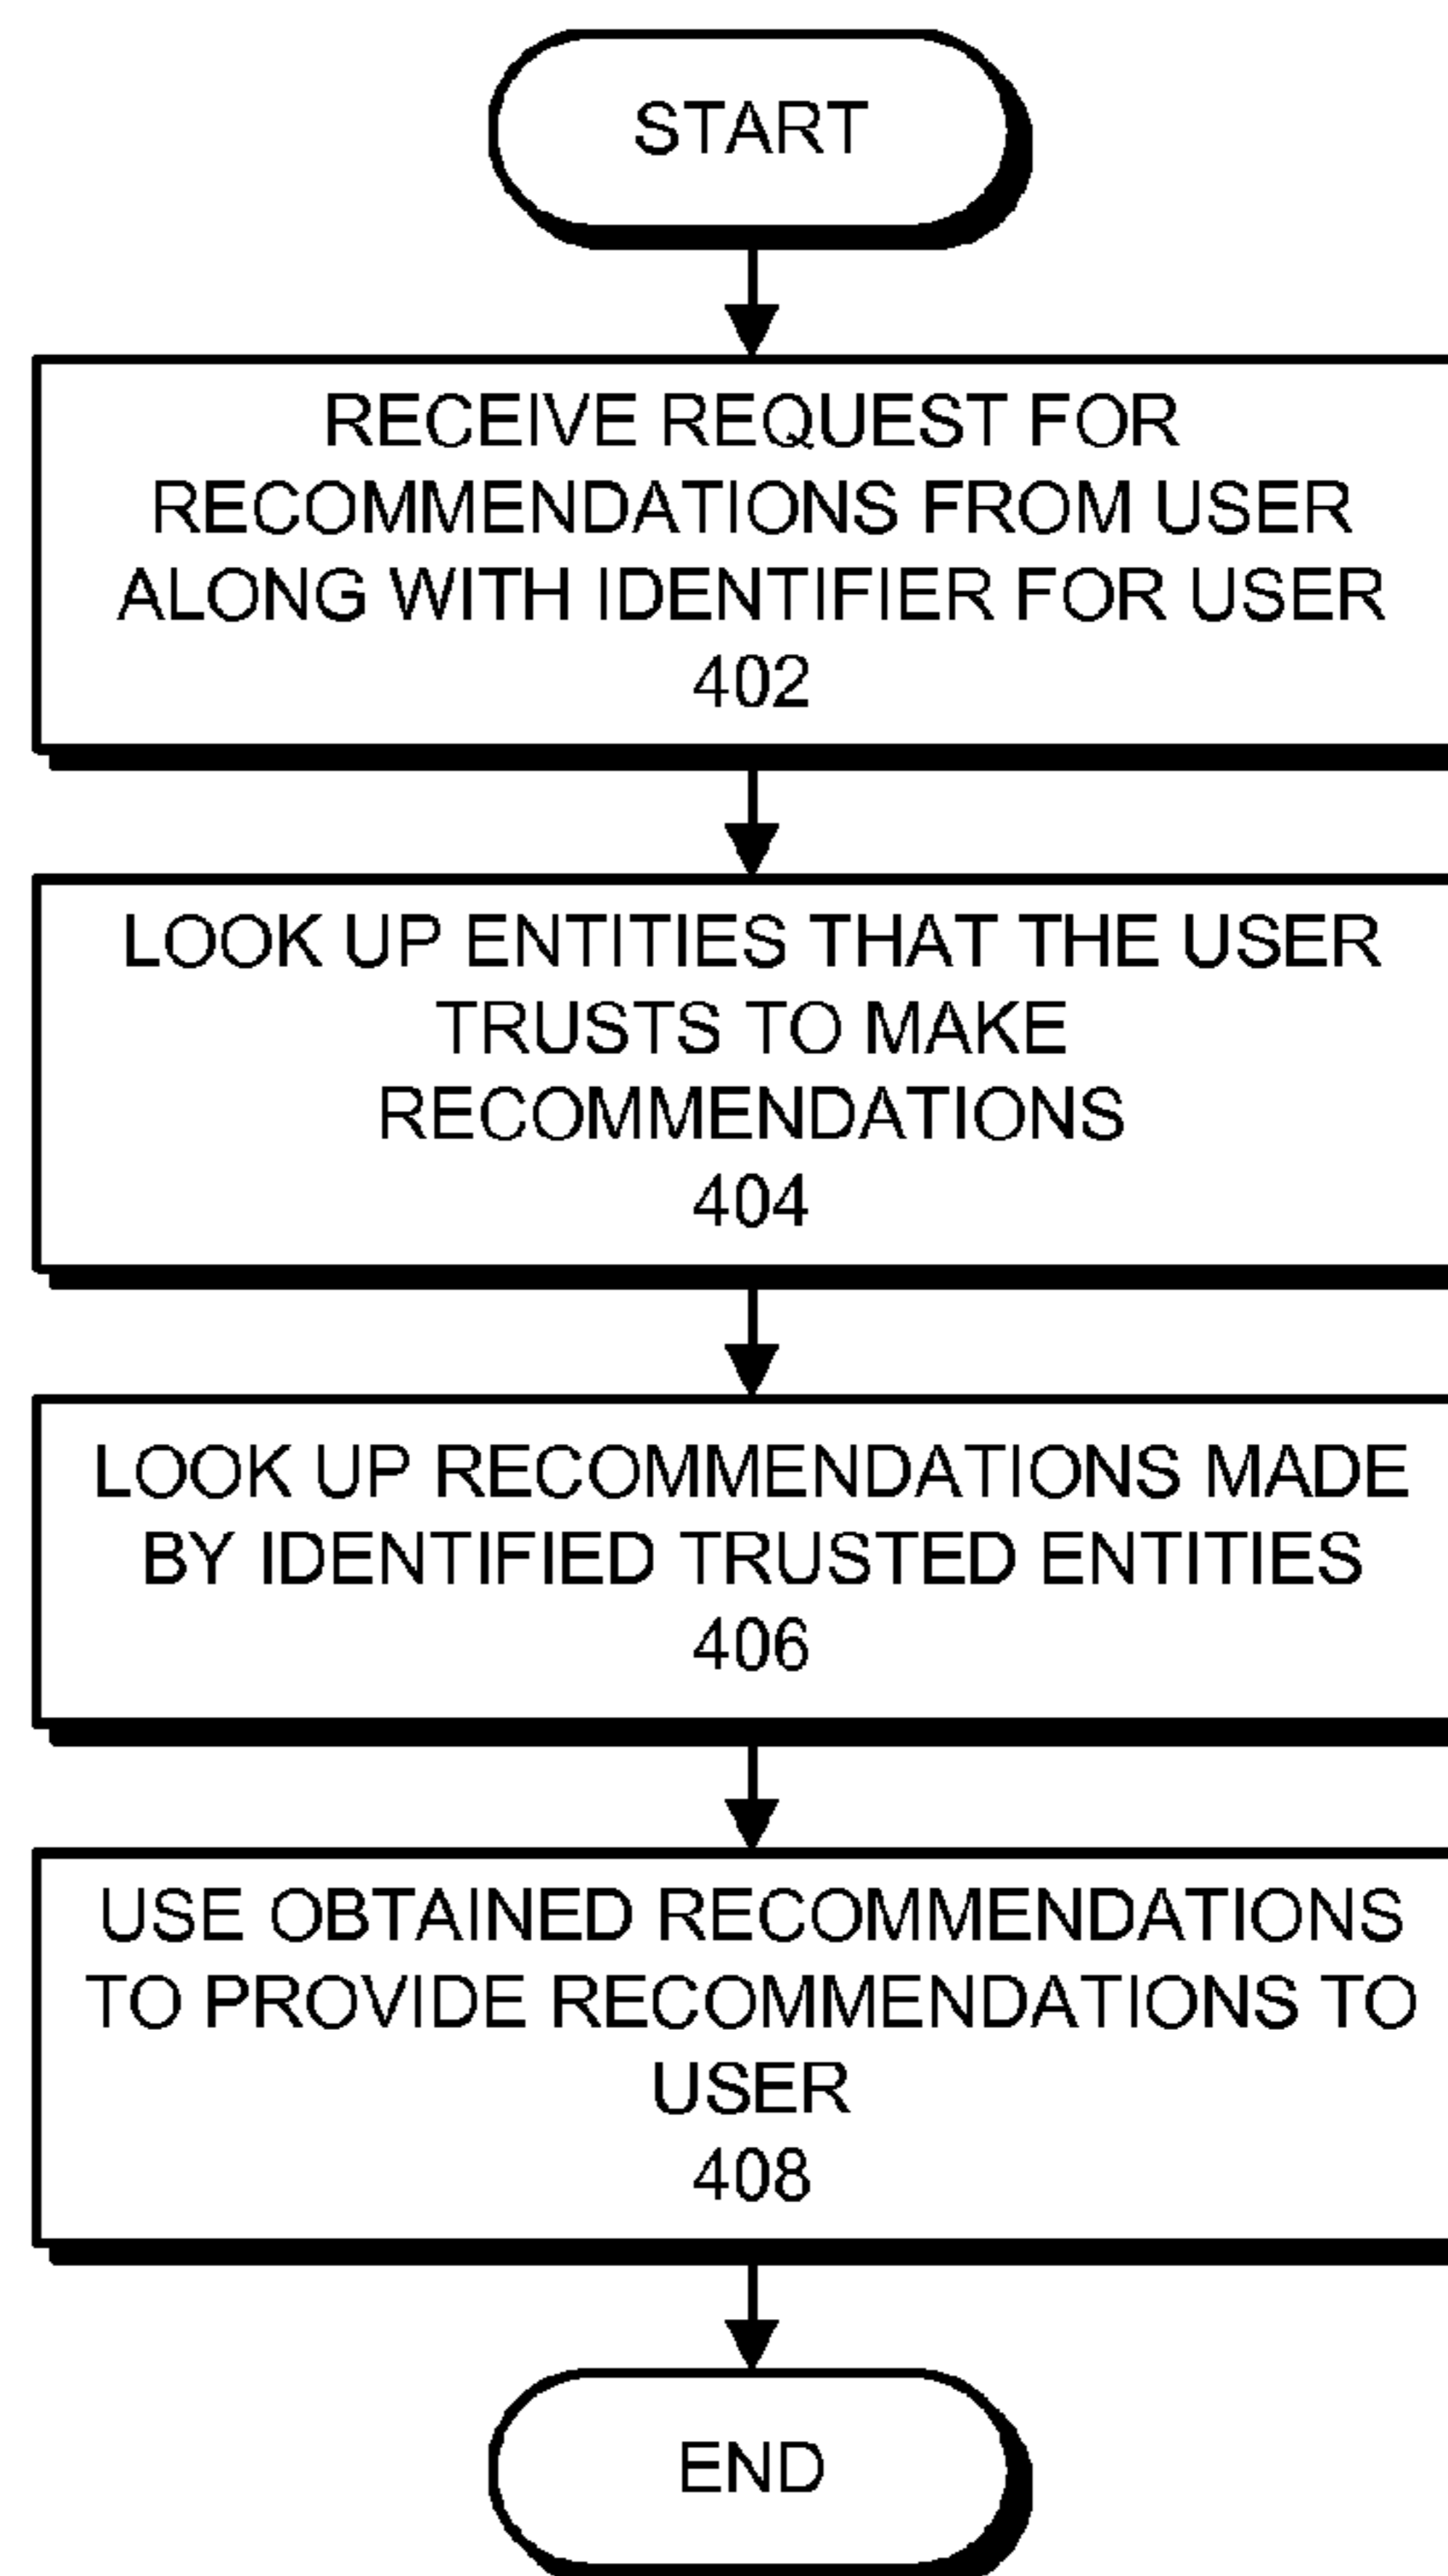 START
RECEIVE REQUEST FOR
RECOMMENDATIONS FROM USER
ALONG WITH IDENTIFIER FOR USER
402
LOOK UP ENTITIES THAT THE USER
TRUSTS TO MAKE
RECOMMENDATIONS
404
LOOK UP RECOMMENDATIONS MADE
BY IDENTIFIED TRUSTED ENTITIES
406
USE OBTAINED RECOMMENDATIONS
TO PROVIDE RECOMMENDATIONS TO
USER
408
END